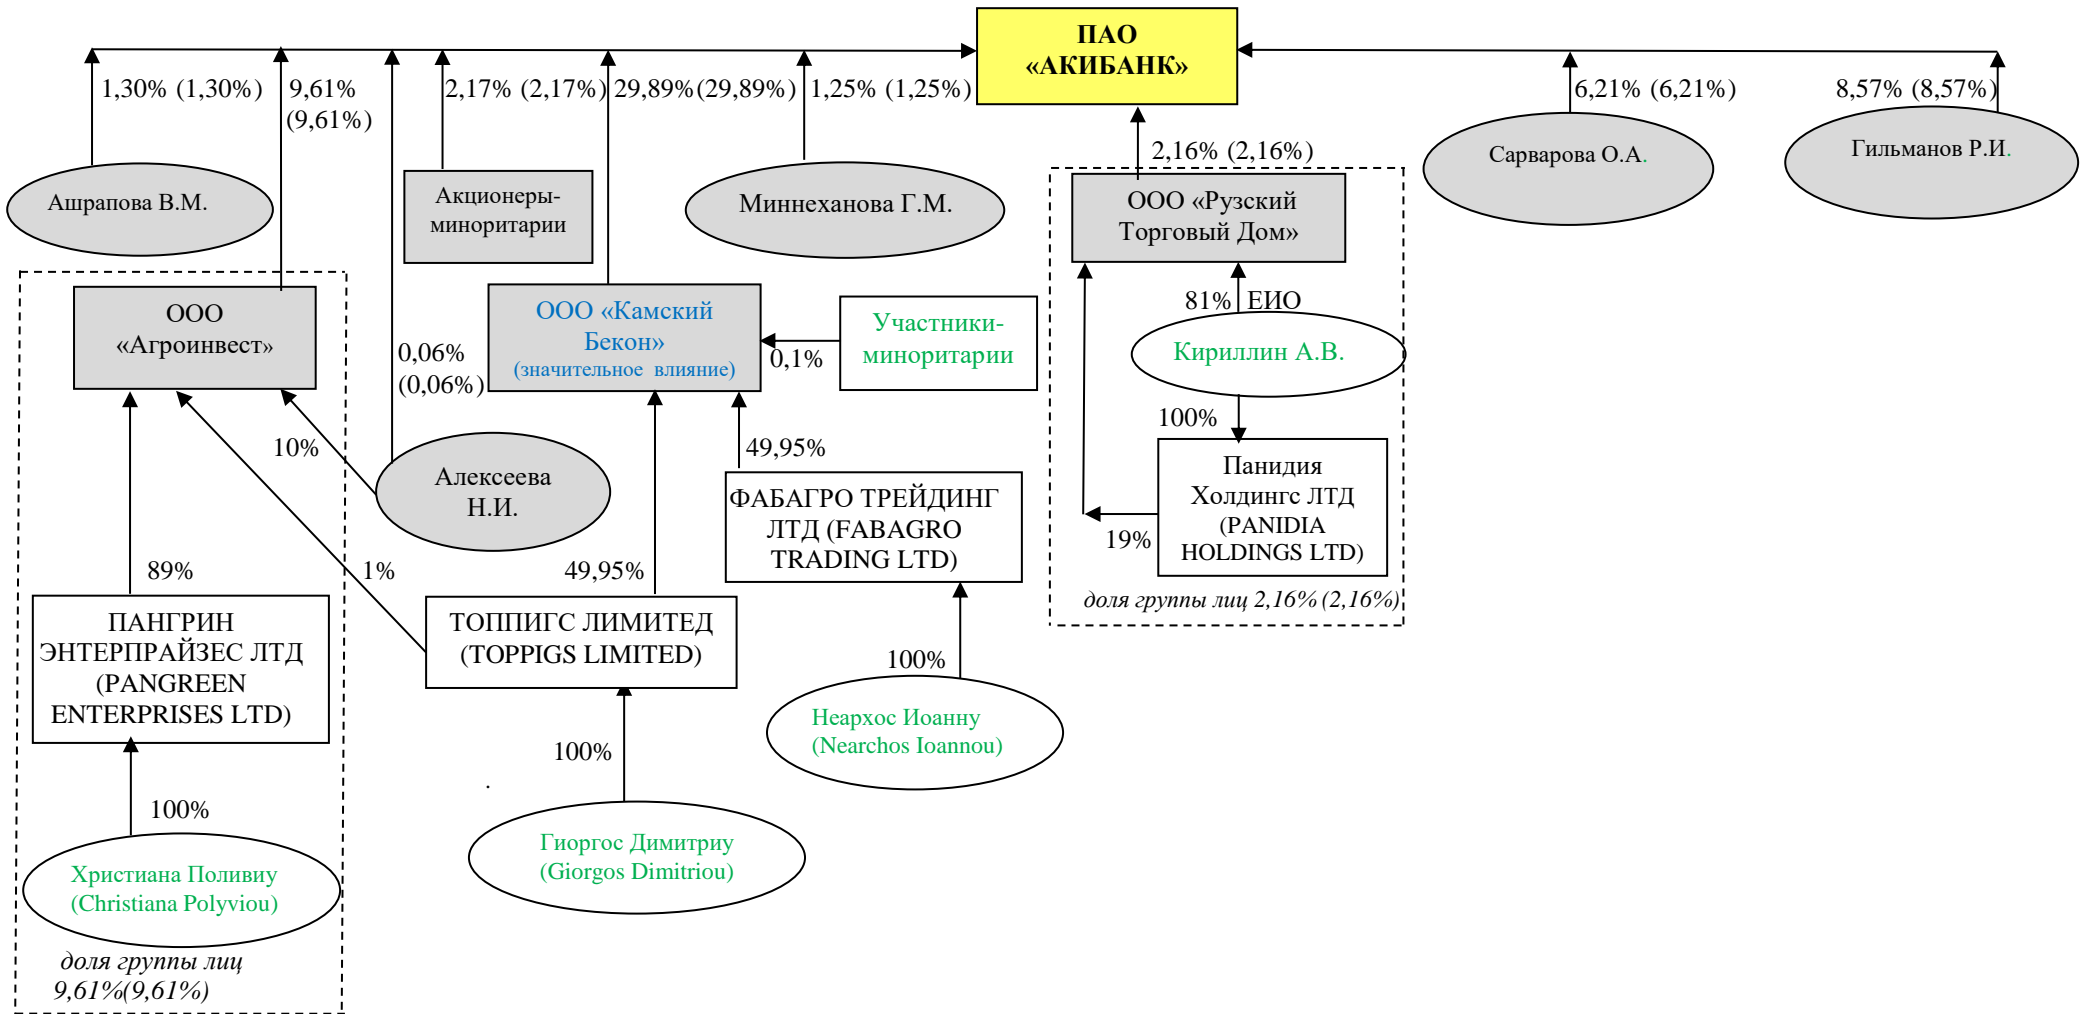 ПАО
«АКИБАНК»
1,30% (1,30%)
9,61%
(9,61%)
2,17% (2,17%)
29,89%(29,89%)
1,25% (1,25%)
6,21% (6,21%)
8,57% (8,57%)
2,16% (2,16%)
Ашрапова В.М.
Акционеры-
миноритарии
Миннеханова Г.М.
ООО «Рузский
Торговый Дом»
Сарварова О.А.
Гильманов Р.И.
ООО
«Агроинвест»
0,06%
(0,06%)
ООО «Камский
Бекон»
(значительное влияние)
0,1%
Участники-
миноритарии
81%
ЕИО
Кириллин А.В.
100%
10%
Алексеева
Н.И.
49,95%
ФАБАГРО ТРЕЙДИНГ
ЛТД (FABAGRO
TRADING LTD)
Панидия
Холдингс ЛТД
(PANIDIA
HOLDINGS LTD)
19%
доля группы лиц 2,16% (2,16%)
89%
1%
49,95%
ПАНГРИН
ЭНТЕРПРАЙЗЕС ЛТД
(PANGREEN
ENTERPRISES LTD)
ТОППИГС ЛИМИТЕД
(TOPPIGS LIMITED)
100%
Неархос Иоанну
(Nearchos Ioannou)
100%
.
100%
Гиоргос Димитриу
(Giorgos Dimitriou)
Христиана Поливиу
(Christiana Polyviou)
доля группы лиц
9,61%(9,61%)